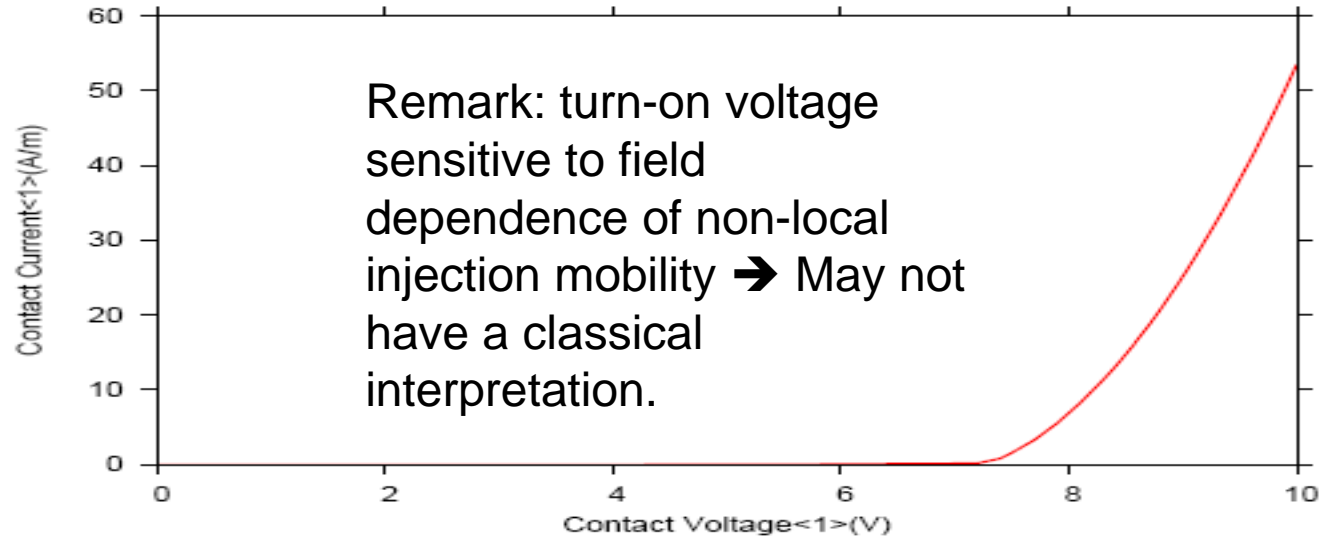 60
50
40
30
20
10
0
Contact Current<1>(A/m)
Remark: turn-on voltage
sensitive to field
dependence of non-local
injection mobility ➔ May not
have a classical
interpretation.
0 2 4 6 8 10
Contact Voltage<1>(V)